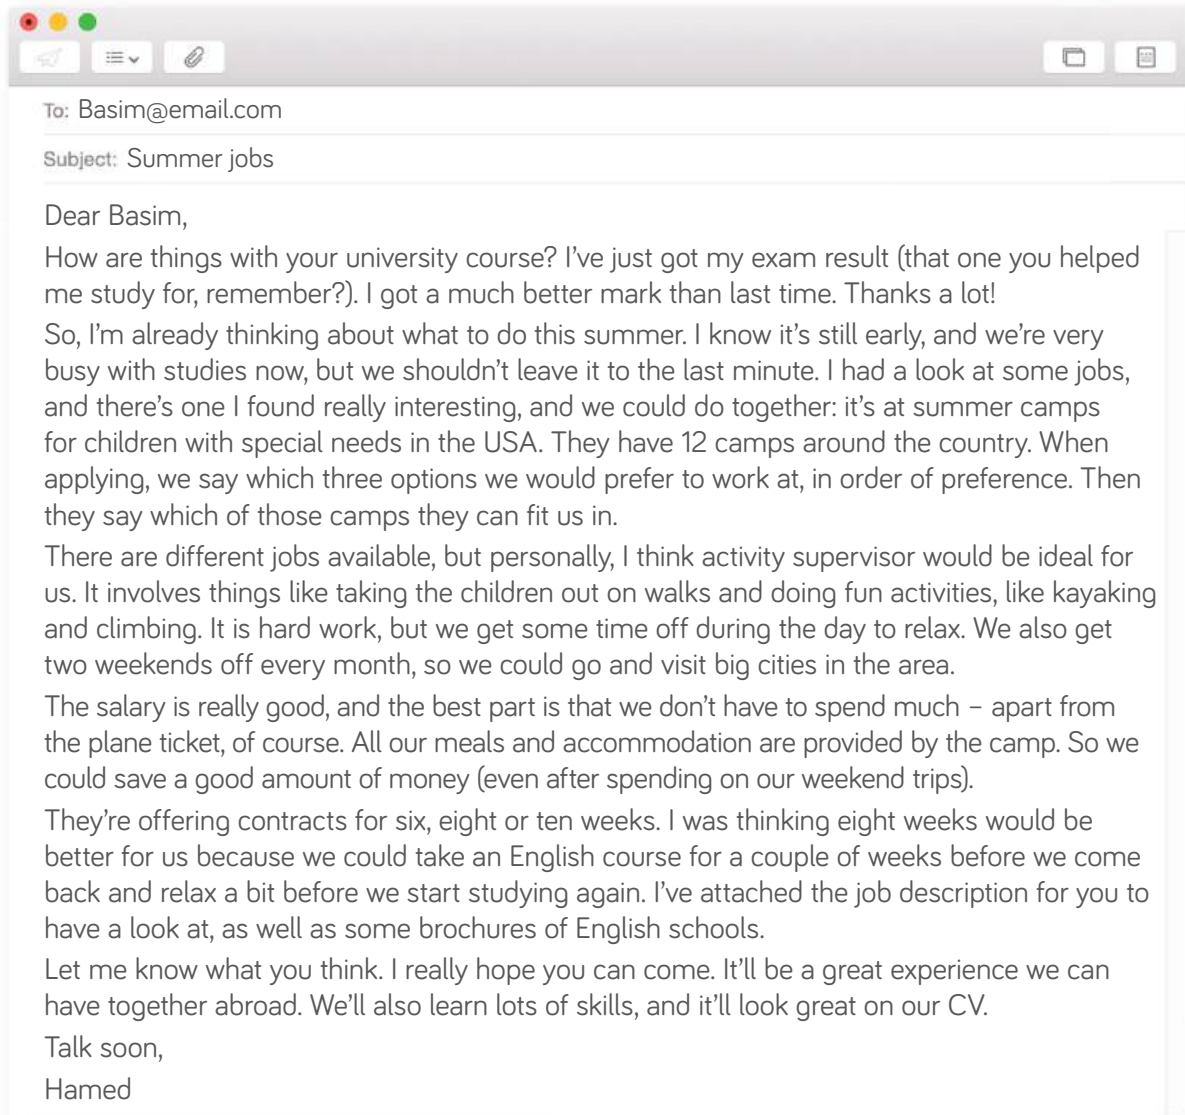 To: Basim@email.com
Subject: Summer jobs
Dear Basim,
How are things with your university course? I’ve just got my exam result (that one you helped
me study for, remember?). I got a much better mark than last time. Thanks a lot!
So, I’m already thinking about what to do this summer. I know it’s still early, and we’re very
busy with studies now, but we shouldn’t leave it to the last minute. I had a look at some jobs,
and there’s one I found really interesting, and we could do together: it’s at summer camps
for children with special needs in the USA. They have 12 camps around the country. When
applying, we say which three options we would prefer to work at, in order of preference. Then
they say which of those camps they can fit us in.
There are different jobs available, but personally, I think activity supervisor would be ideal for
us. It involves things like taking the children out on walks and doing fun activities, like kayaking
and climbing. It is hard work, but we get some time off during the day to relax. We also get
two weekends off every month, so we could go and visit big cities in the area.
The salary is really good, and the best part is that we don’t have to spend much – apart from
the plane ticket, of course. All our meals and accommodation are provided by the camp. So we
could save a good amount of money (even after spending on our weekend trips).
They’re offering contracts for six, eight or ten weeks. I was thinking eight weeks would be
better for us because we could take an English course for a couple of weeks before we come
back and relax a bit before we start studying again. I’ve attached the job description for you to
have a look at, as well as some brochures of English schools.
Let me know what you think. I really hope you can come. It’ll be a great experience we can
have together abroad. We’ll also learn lots of skills, and it’ll look great on our CV.
Talk soon,
Hamed